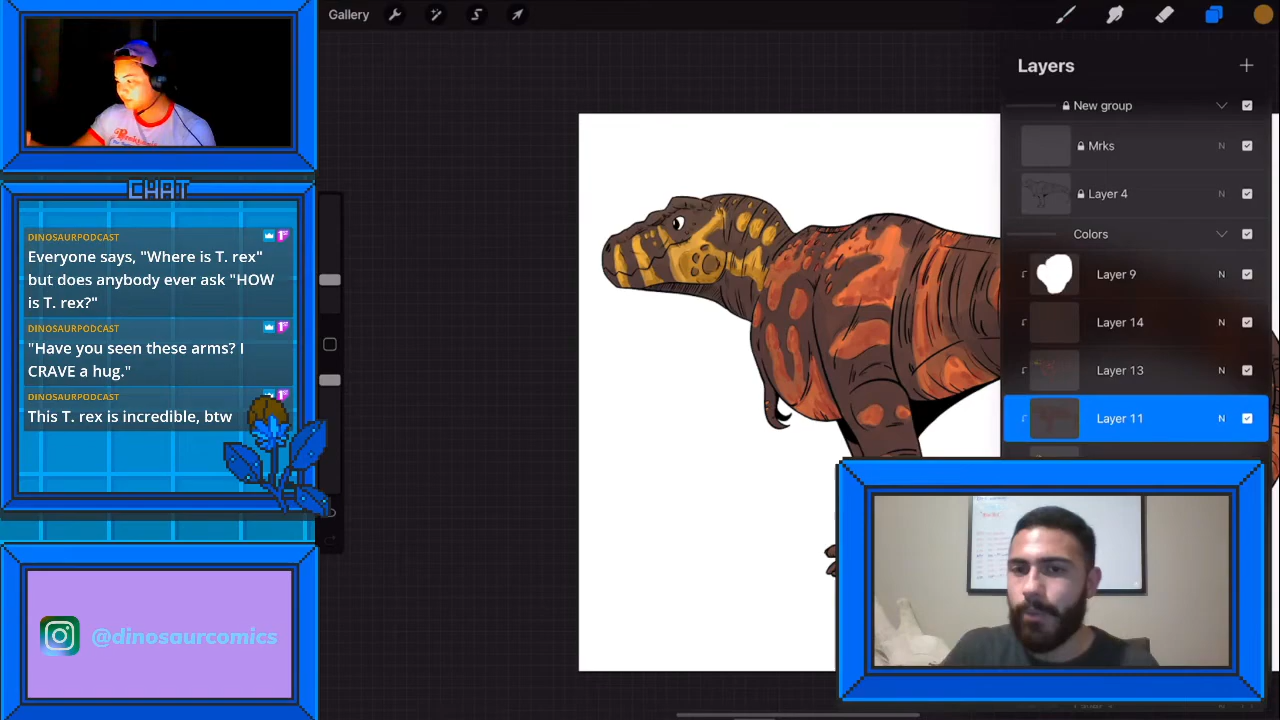 Gallery
Layers
New group
Mrks
N
Layer 4
N
Colors
Layer 9
N
Layer 14
N
Layer 13
N
Layer 11
N
CHAT
DINOSAURPODCAST
Everyone says, "Where is T. rex"
but does anybody ever ask "HOW
is T. rex?"
DINOSAURPODCAST
"Have you seen these arms? I
CRAVE a hug."
DINOSAURPODCAST
This T. rex is incredible, btw
@dinosaurcomics